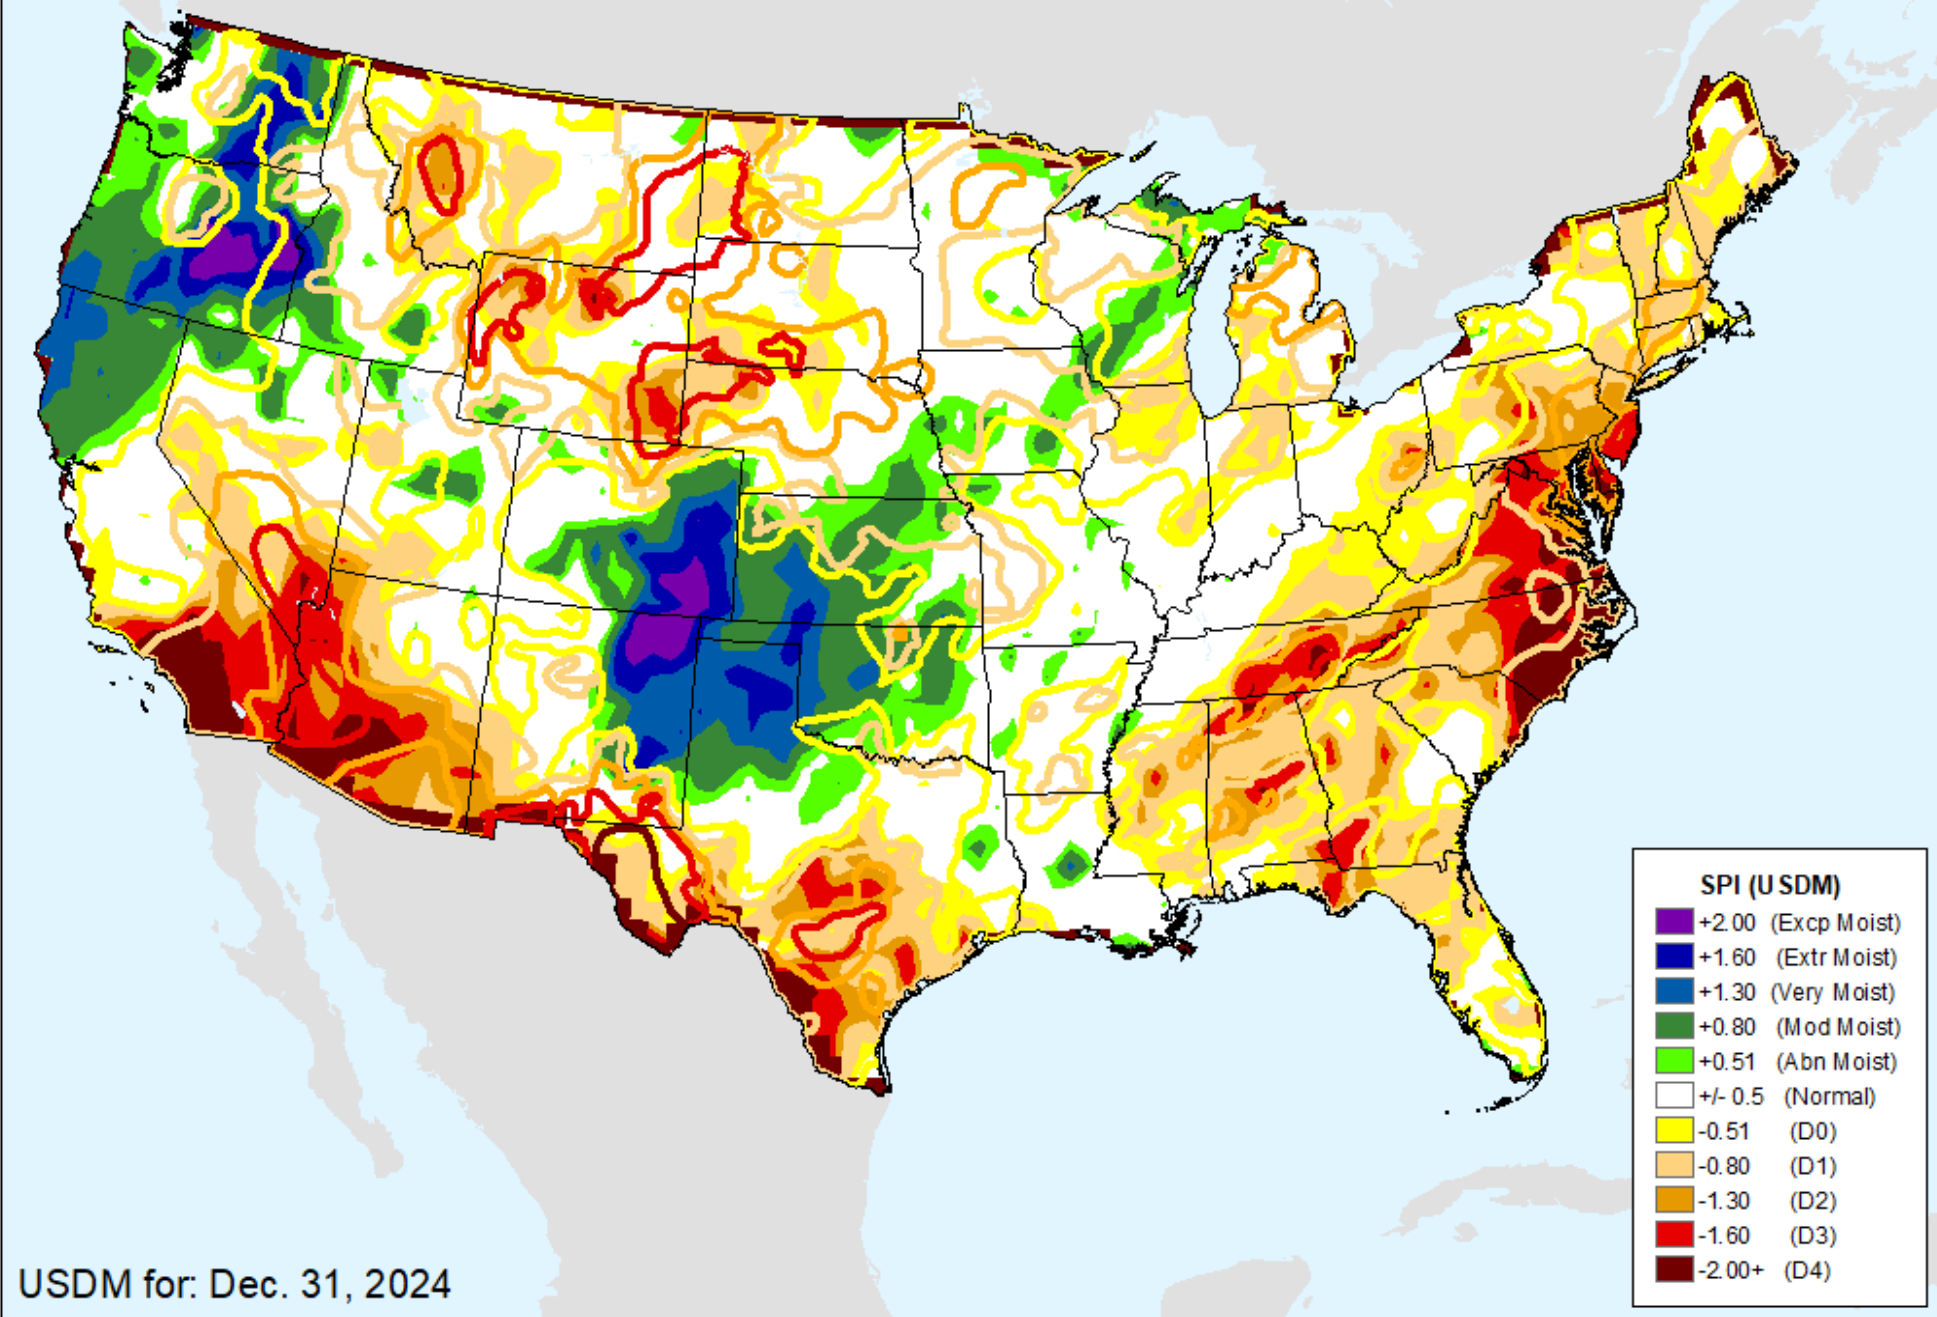 SPI (USDM)
+2.00 (Excp Moist)
+1.60 (Extr Moist)
+1.30 (Very Moist)
+0.80 (Mod Moist)
+0.51 (Abn Moist)
+/- 0.5 (Normal)
-0.51 (D0)
-0.80 (D1)
-1.30 (D2)
-1.60 (D3)
-2.00+ (D4)
USDM for: Dec. 31, 2024